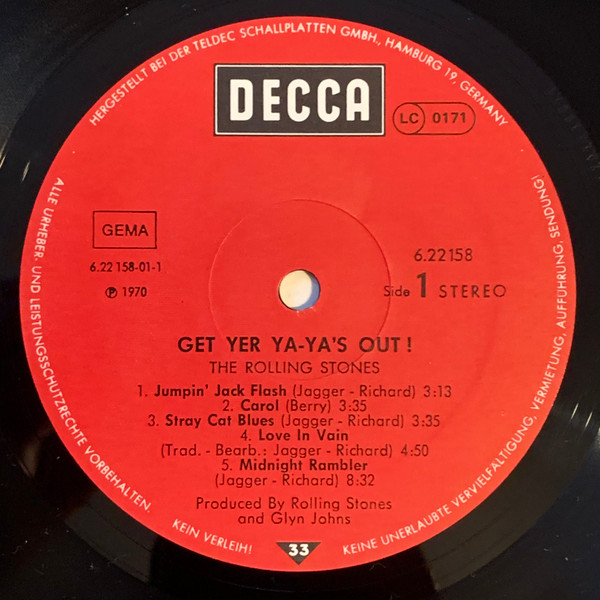 HERGESTELLT BEI DER TELDEC SCHALLPLATTEN GMBH., HAMBURG 19, GERMANY
DECCA
LC 0171
GEMA
6.22158-01-1
℗ 1970
6.22158
Side 1 STEREO
GET YER YA-YA'S OUT!
THE ROLLING STONES
1. Jumpin' Jack Flash (Jagger - Richard) 3:13
2. Carol (Berry) 3:35
3. Stray Cat Blues (Jagger - Richard) 3:35
4. Love In Vain
(Trad. - Bearb.: Jagger - Richard) 4:50
5. Midnight Rambler
(Jagger - Richard) 8:32
Produced By Rolling Stones
and Glyn Johns
33
ALLE URHEBER- UND LEISTUNGSSCHUTZRECHTE VORBEHALTEN.
KEIN VERLEIH!
KEINE UNERLAUBTE VERVIELFÄLTIGUNG, VERMIETUNG, AUFFÜHRUNG, SENDUNG!